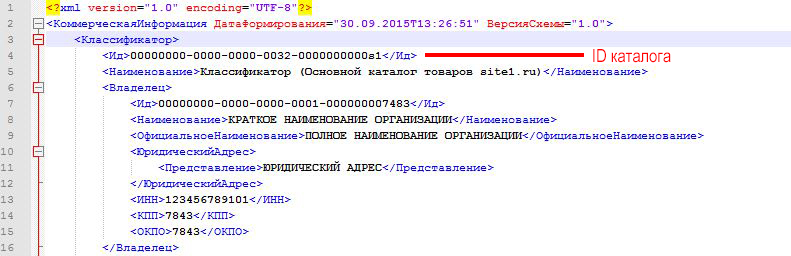 1 <?xml version="1.0" encoding="UTF-8"?>
2 <КоммерческаяИнформация ДатаФормирования="30.09.2015T13:26:51" ВерсияСхемы="1.0">
3 <Классификатор>
4 <Ид>00000000-0000-0000-0032-0000000000s1</Ид> ID каталога
5 <Наименование>Классификатор (Основной каталог товаров site1.ru)</Наименование>
6 <Владелец>
7 <Ид>00000000-0000-0000-0001-000000007483</Ид>
8 <Наименование>КРАТКОЕ НАИМЕНОВАНИЕ ОРГАНИЗАЦИИ</Наименование>
9 <ОфициальноеНаименование>ПОЛНОЕ НАИМЕНОВАНИЕ ОРГАНИЗАЦИИ</ОфициальноеНаименование>
10 <ЮридическийАдрес>
11 <Представление>ЮРИДИЧЕСКИЙ АДРЕС</Представление>
12 </ЮридическийАдрес>
13 <ИНН>123456789101</ИНН>
14 <КПП>7843</КПП>
15 <ОКПО>7843</ОКПО>
16 </Владелец>